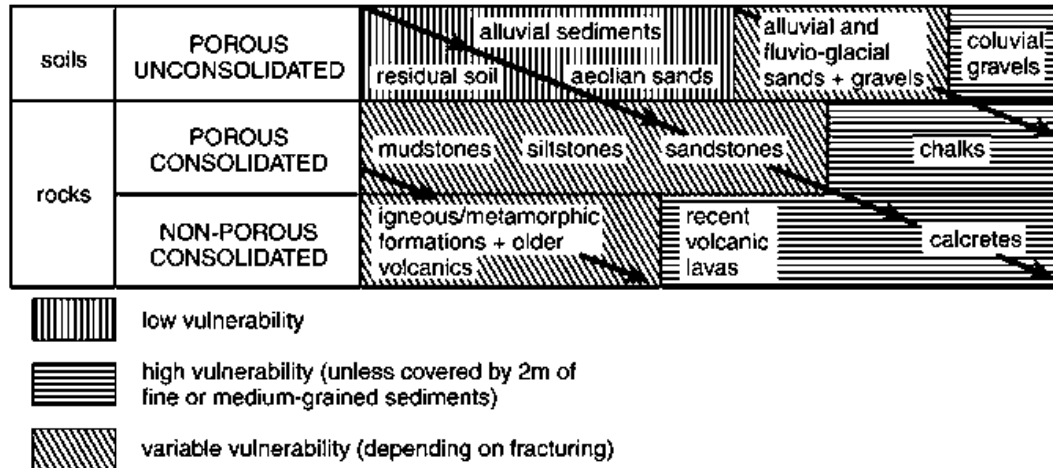 soils
POROUS
UNCONSOLIDATED
alluvial sediments
residual soil
aeolian sands
alluvial and
fluvio-glacial
sands + gravels
coluvial
gravels
rocks
POROUS
CONSOLIDATED
mudstones
siltstones
sandstones
chalks
NON-POROUS
CONSOLIDATED
igneous/metamorphic
formations + older
volcanics
recent
volcanic
lavas
calcretes
low vulnerability
high vulnerability (unless covered by 2m of
fine or medium-grained sediments)
variable vulnerability (depending on fracturing)